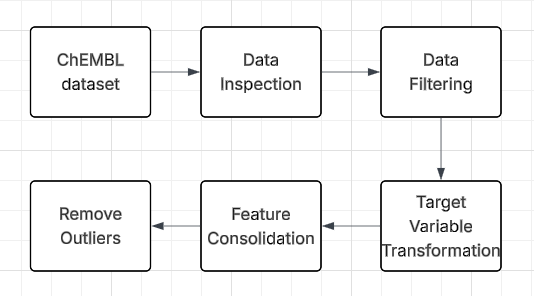 ChEMBL
dataset
Data
Inspection
Data
Filtering
Target
Variable
Transformation
Feature
Consolidation
Remove
Outliers